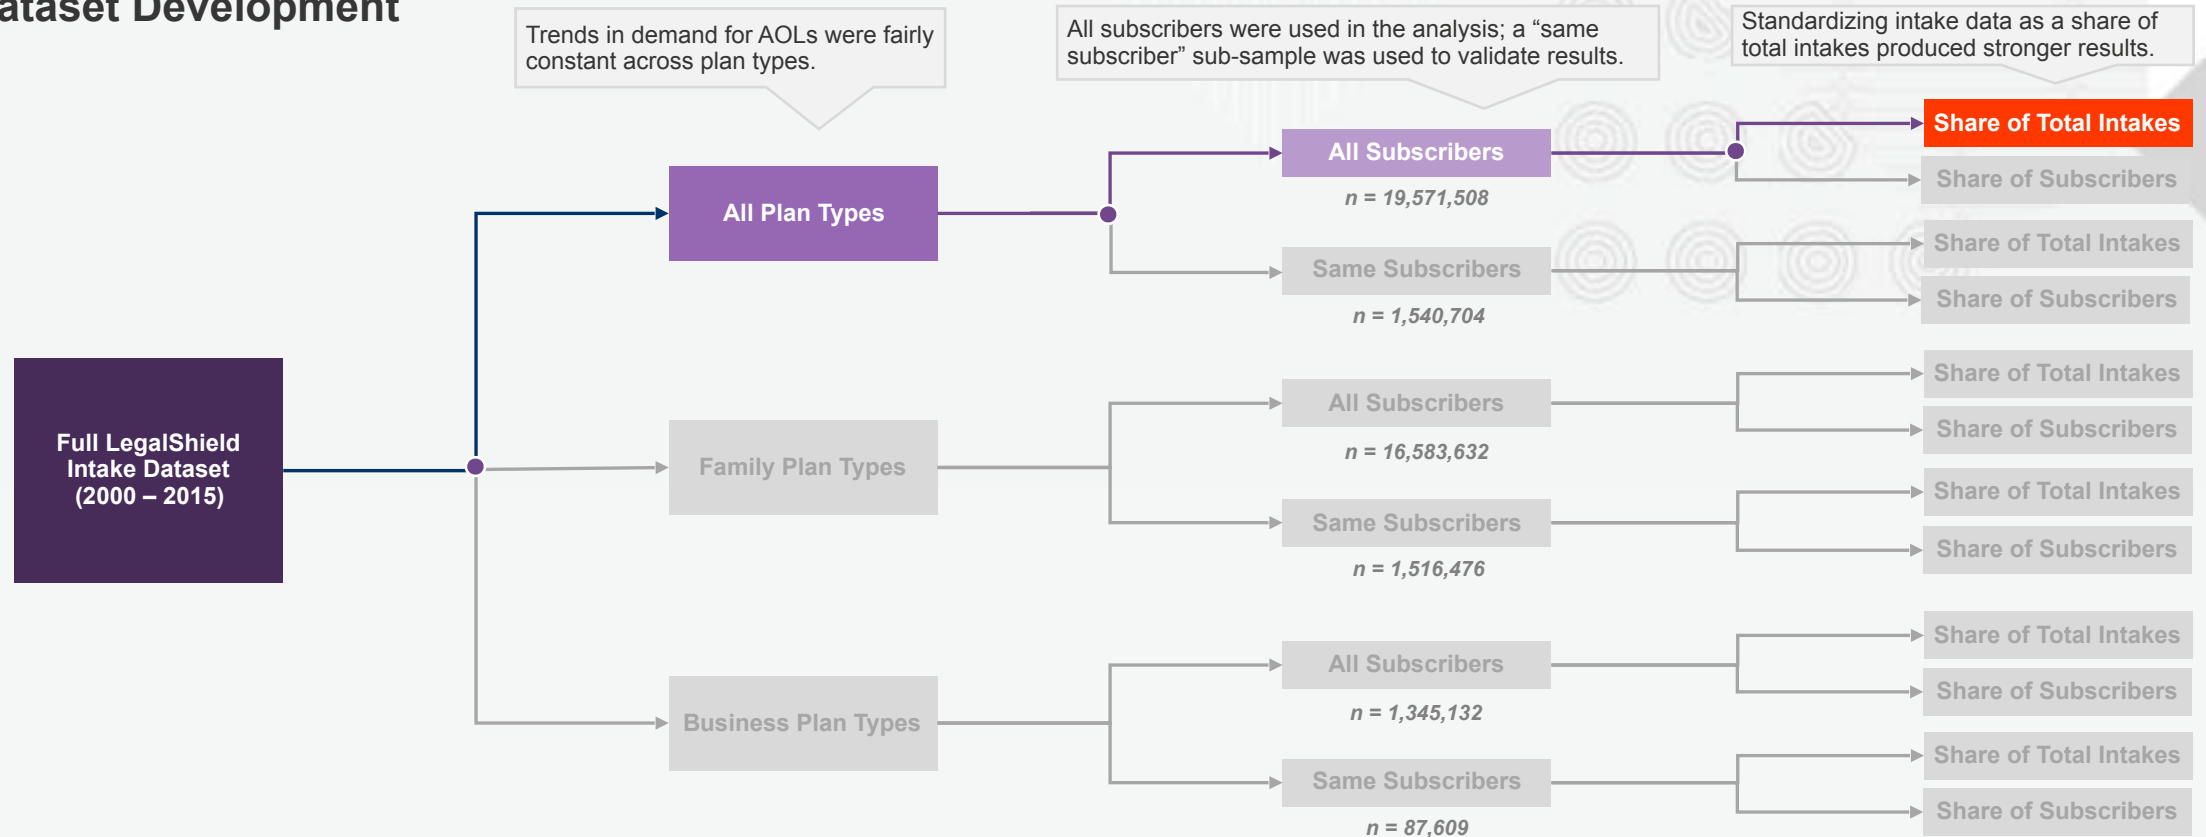 Dataset Development
Trends in demand for AOLs were fairly
constant across plan types.
All subscribers were used in the analysis; a “same
subscriber” sub-sample was used to validate results.
Standardizing intake data as a share of
total intakes produced stronger results.
Full LegalShield
Intake Dataset
(2000 – 2015)
All Plan Types
All Subscribers
n = 19,571,508
Share of Total Intakes
Share of Subscribers
Same Subscribers
n = 1,540,704
Share of Total Intakes
Share of Subscribers
Family Plan Types
All Subscribers
n = 16,583,632
Share of Total Intakes
Share of Subscribers
Same Subscribers
n = 1,516,476
Share of Total Intakes
Share of Subscribers
Business Plan Types
All Subscribers
n = 1,345,132
Share of Total Intakes
Share of Subscribers
Same Subscribers
n = 87,609
Share of Total Intakes
Share of Subscribers